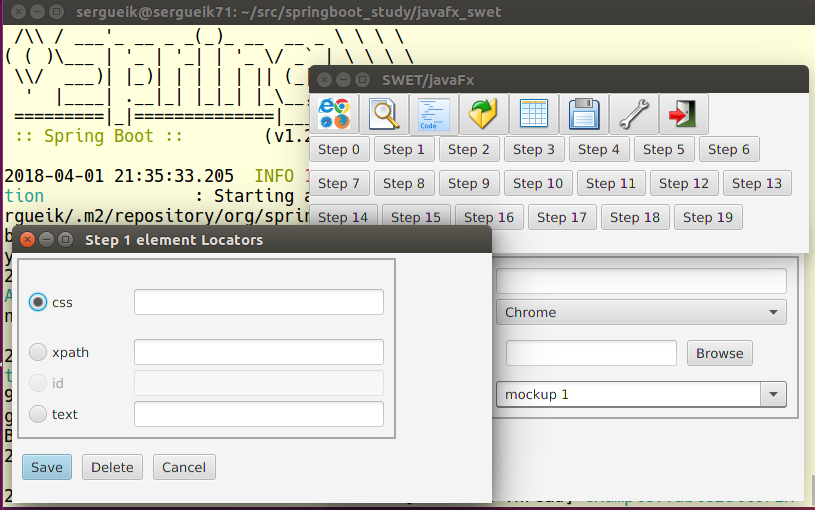 sergueik@sergueik71: ~/src/springboot_study/javafx_swet
:: Spring Boot :: (v1.2
2018-04-01 21:35:33.205 INFO
tion : Starting a
rgueik/.m2/repository/org/sprin
SWET/javaFx
Code
Step 0 Step 1 Step 2 Step 3 Step 4 Step 5 Step 6
Step 7 Step 8 Step 9 Step 10 Step 11 Step 12 Step 13
Step 14 Step 15 Step 16 Step 17 Step 18 Step 19
Step 1 element Locators
css
xpath
id
text
Save Delete Cancel
Chrome
Browse
mockup 1